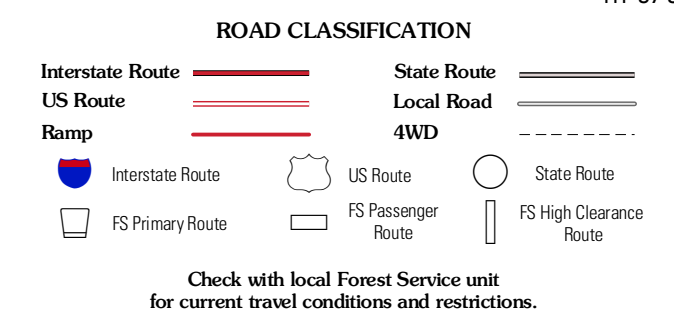 ROAD CLASSIFICATION
Interstate Route
State Route
US Route
Local Road
Ramp
4WD
Interstate Route
US Route
State Route
FS Primary Route
FS Passenger
Route
FS High Clearance
Route
Check with local Forest Service unit
for current travel conditions and restrictions.